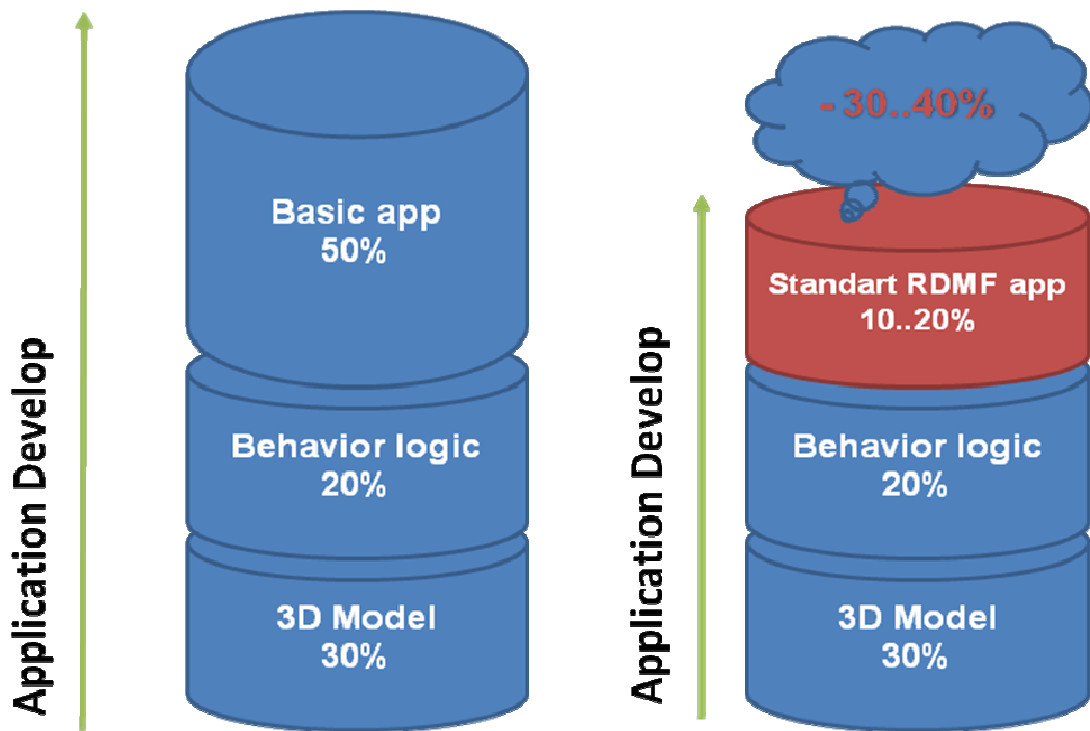 Application Develop
Basic app
50%
Behavior logic
20%
3D Model
30%
Application Develop
- 30..40%
Standart RDMF app
10..20%
Behavior logic
20%
3D Model
30%